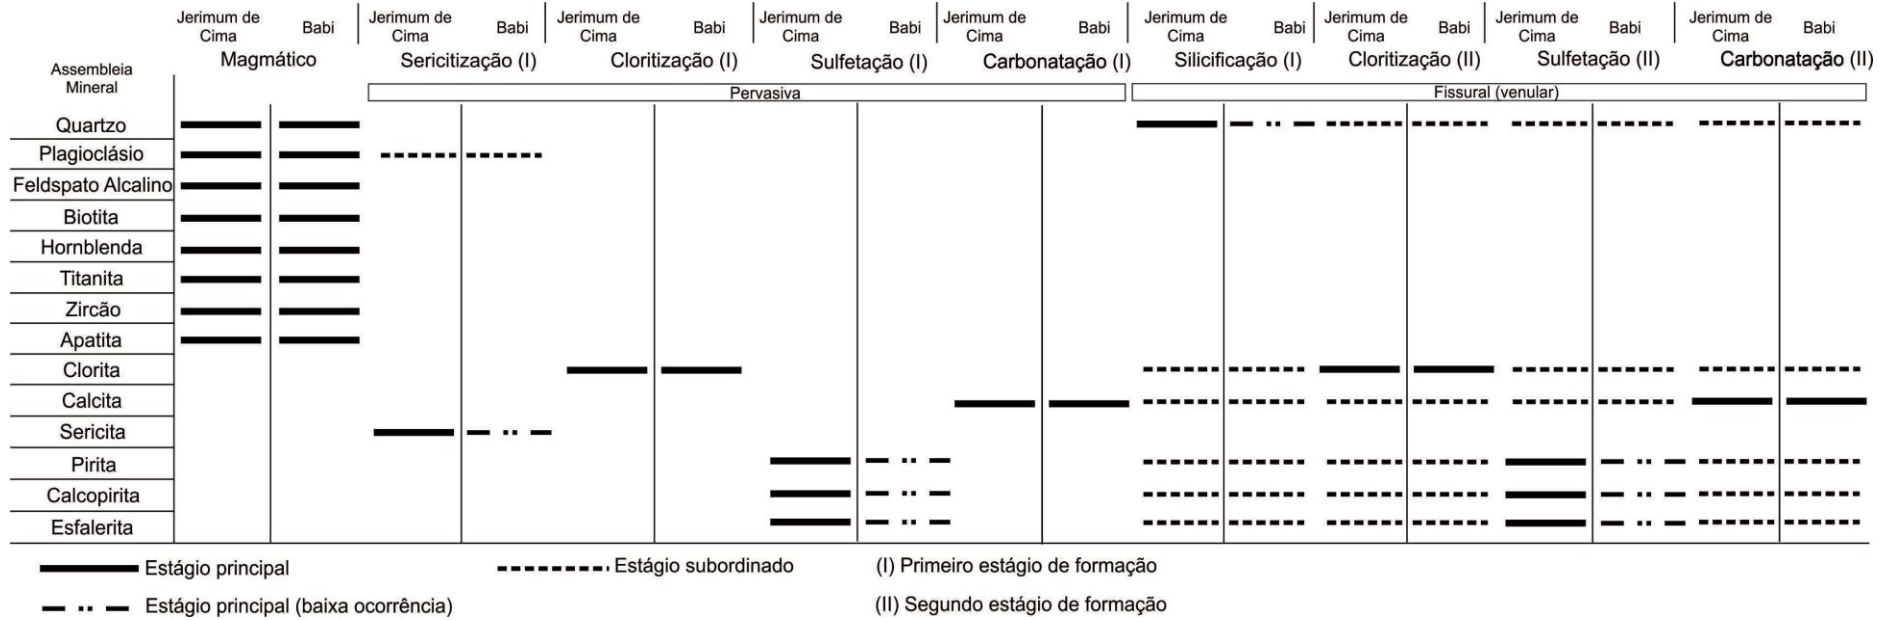 Jerimum de Cima Babi Jerimum de Cima Babi Jerimum de Cima Babi Jerimum de Cima Babi Jerimum de Cima Babi Jerimum de Cima Babi Jerimum de Cima Babi Jerimum de Cima Babi Jerimum de Cima Babi
Magmático Sericitização (I) Cloritização (I) Sulfetação (I) Carbonatação (I) Silicificação (I) Cloritização (II) Sulfetação (II) Carbonatação (II)
Assembleia
Mineral
Pervasiva Fissural (venular)
Quartzo
Plagioclásio
Feldspato Alcalino
Biotita
Hornblenda
Titanita
Zircão
Apatita
Clorita
Calcita
Sericita
Pirita
Calcopirita
Esfalerita
Estágio principal Estágio subordinado (I) Primeiro estágio de formação
Estágio principal (baixa ocorrência) (II) Segundo estágio de formação